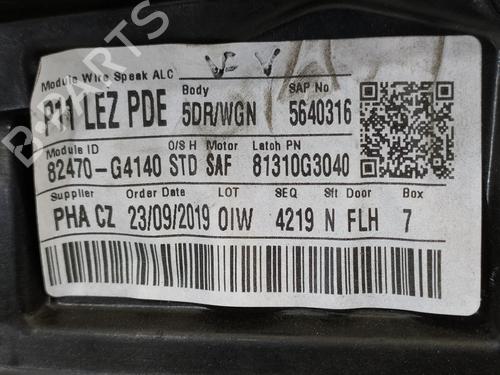 B-PARTS
Module Wire Speak ALC
P11 LEZ PDE
Body
5DR/WGN
SAP No
5640316
Module ID O/S H Motor Latch PN
82470-G4140 STD SAF 81310G3040
Supplier Order Date LOT SEQ Sft Door Box
PHA CZ 23/09/2019 OIW 4219 N FLH 7